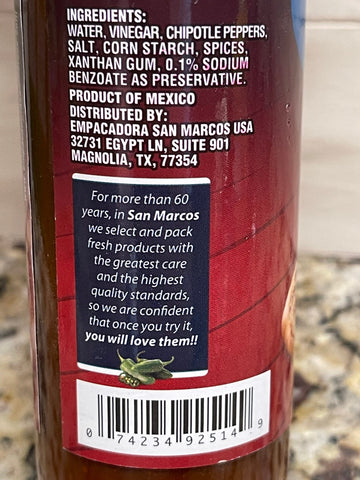 INGREDIENTS:
WATER, VINEGAR, CHIPOTLE PEPPERS,
SALT, CORN STARCH, SPICES,
XANTHAN GUM, 0.1% SODIUM
BENZOATE AS PRESERVATIVE.
PRODUCT OF MEXICO
DISTRIBUTED BY:
EMPACADORA SAN MARCOS USA
32731 EGYPT LN, SUITE 901
MAGNOLIA, TX, 77354
For more than 60
years, in San Marcos
we select and pack
fresh products with
the greatest care
and the highest
quality standards,
so we are confident
that once you try it,
you will love them!!
0 74234 92514 9